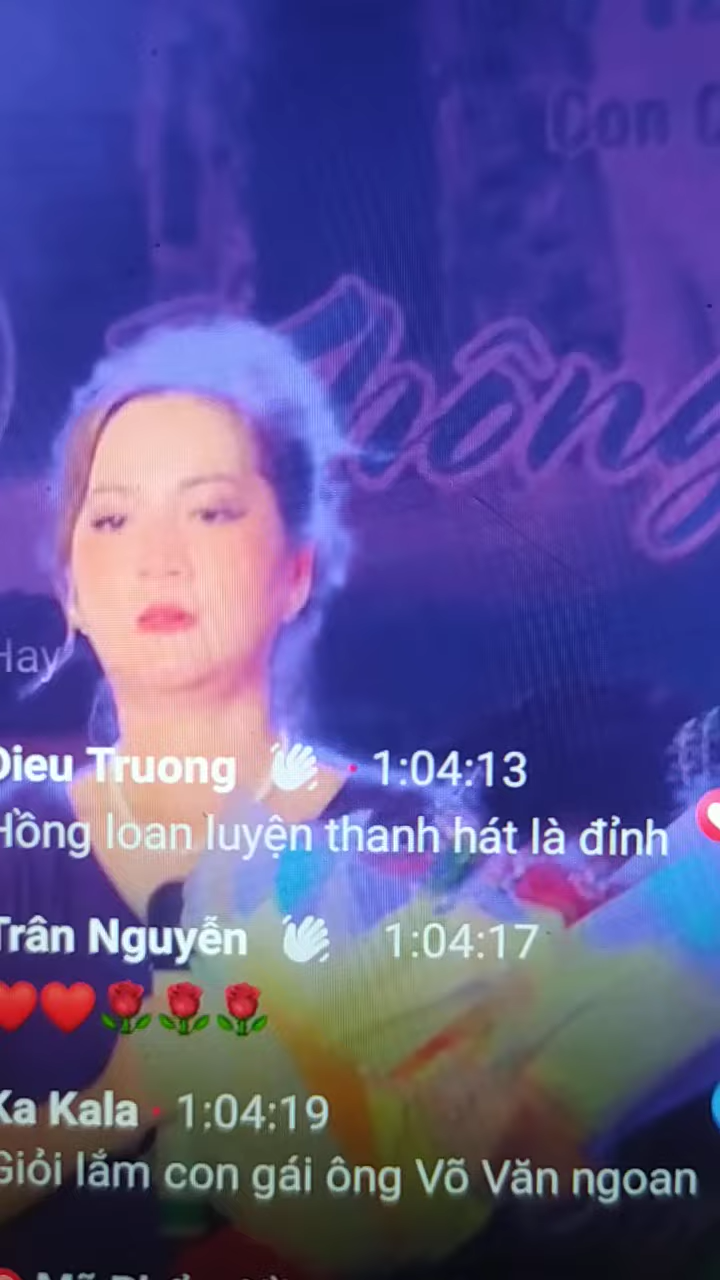 Con
Hay
Dieu Truong 1:04:13
Hồng loan luyện thanh hát là đỉnh
Trân Nguyễn 1:04:17
Ka Kala 1:04:19
Giỏi lắm con gái ông Võ Văn ngoan